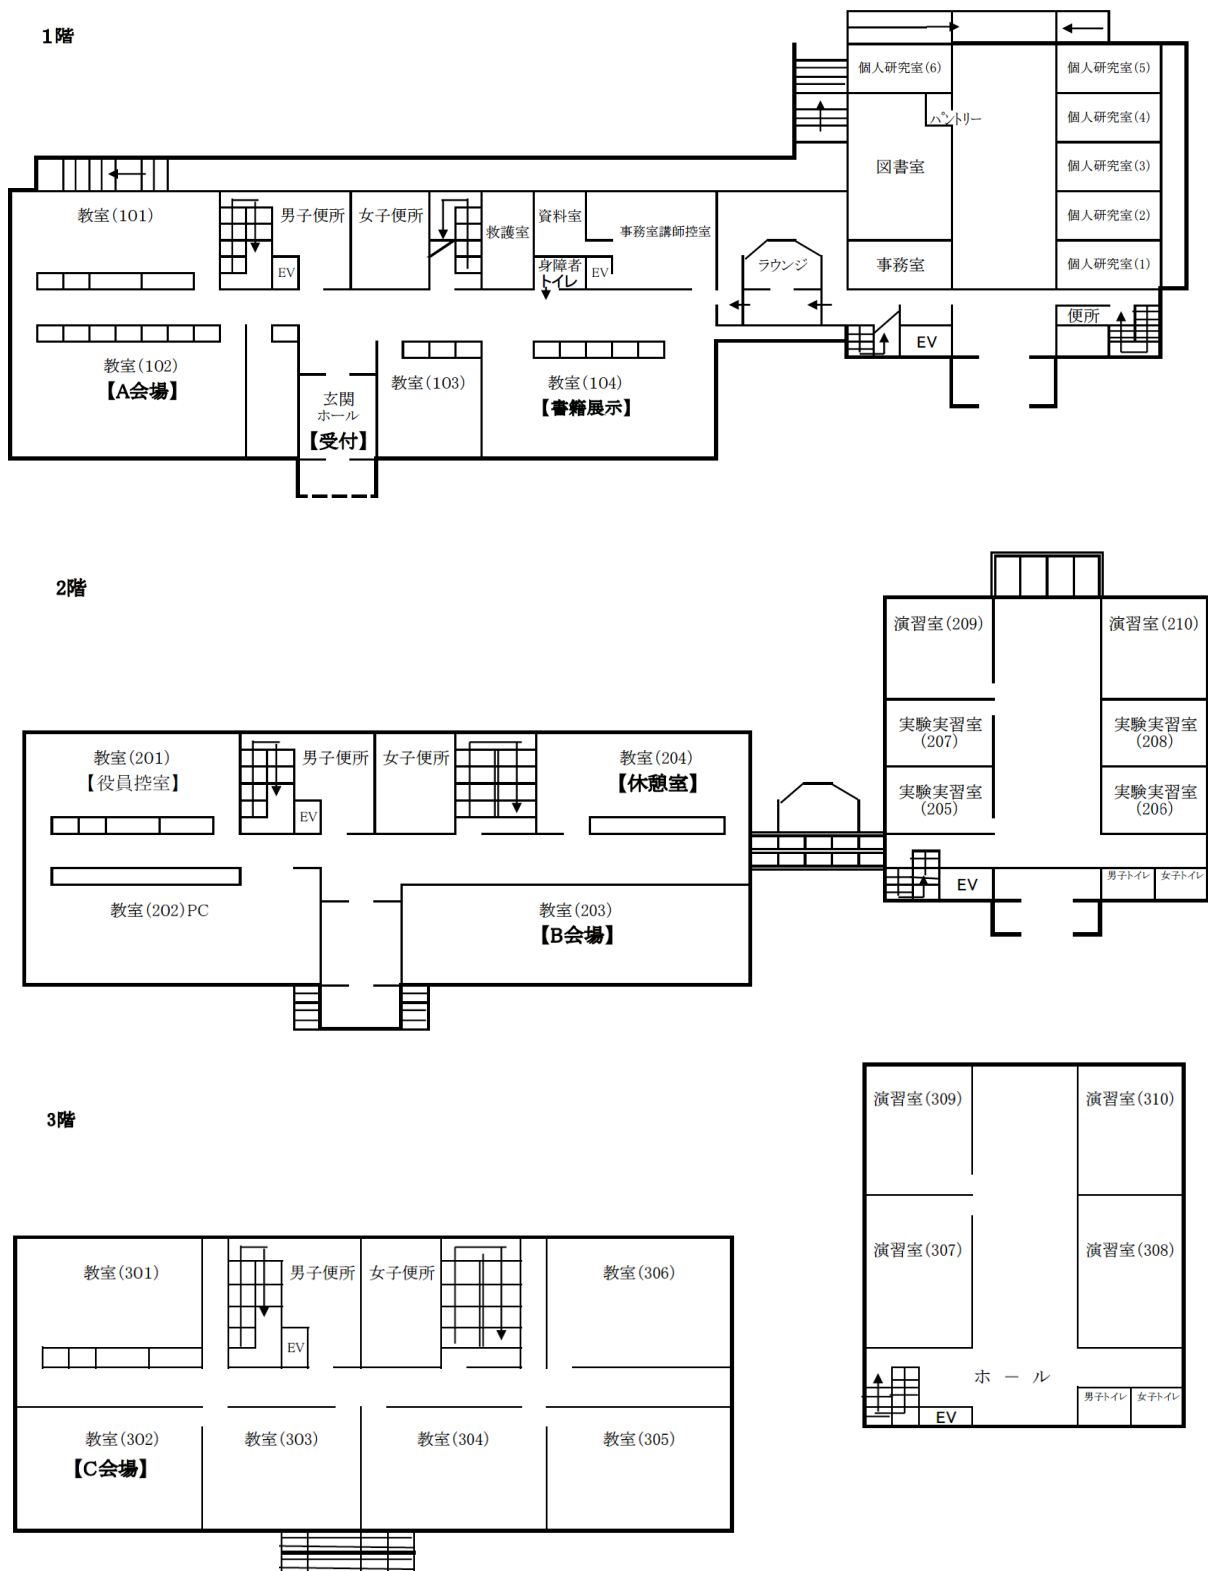 1階
個人研究室(6)
個人研究室(5)
パントリー
個人研究室(4)
図書室
個人研究室(3)
教室(101)
男子便所
女子便所
救護室
資料室
事務室講師控室
個人研究室(2)
EV
身障者
トイレ
EV
ラウンジ
事務室
個人研究室(1)
便所
EV
教室(102)
【A会場】
玄関
ホール
【受付】
教室(103)
教室(104)
【書籍展示】
2階
演習室(209)
演習室(210)
実験実習室
(207)
実験実習室
(208)
教室(201)
【役員控室】
男子便所
女子便所
教室(204)
【休憩室】
EV
実験実習室
(205)
実験実習室
(206)
EV
男子トイレ
女子トイレ
教室(202)PC
教室(203)
【B会場】
3階
演習室(309)
演習室(310)
教室(301)
男子便所
女子便所
教室(306)
演習室(307)
演習室(308)
EV
ホール
男子トイレ
女子トイレ
EV
教室(302)
【C会場】
教室(303)
教室(304)
教室(305)